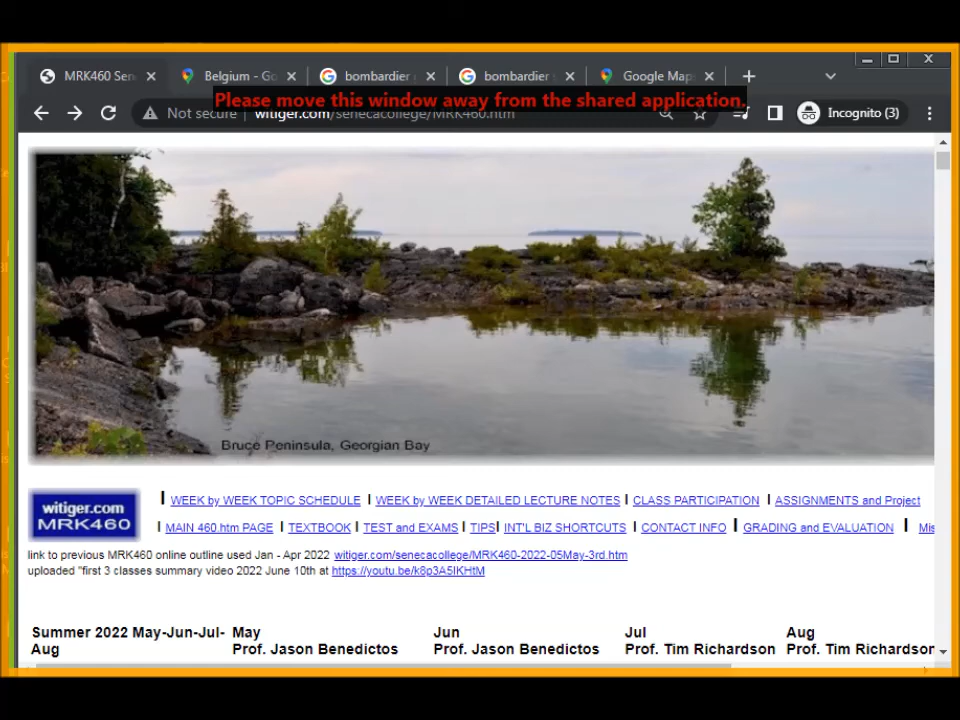 MRK460 Sen
Belgium - Go
bombardier
bombardier
Google Map
Please move this window away from the shared application.
Not secure
witiger.com/senecacollege/MRK460.htm
Incognito (3)
Bruce Peninsula, Georgian Bay
witiger.com
MRK460
| WEEK by WEEK TOPIC SCHEDULE | WEEK by WEEK DETAILED LECTURE NOTES | CLASS PARTICIPATION | ASSIGNMENTS and Project
| MAIN 460.htm PAGE | TEXTBOOK | TEST and EXAMS | TIPS| INT'L BIZ SHORTCUTS | CONTACT INFO | GRADING and EVALUATION | Mis
link to previous MRK460 online outline used Jan - Apr 2022 witiger.com/senecacollege/MRK460-2022-05May-3rd.htm
uploaded "first 3 classes summary video 2022 June 10th at https://youtu.be/k8p3A5IKHtM
Summer 2022 May-Jun-Jul-Aug
May
Prof. Jason Benedictos
Jun
Prof. Jason Benedictos
Jul
Prof. Tim Richardson
Aug
Prof. Tim Richardson